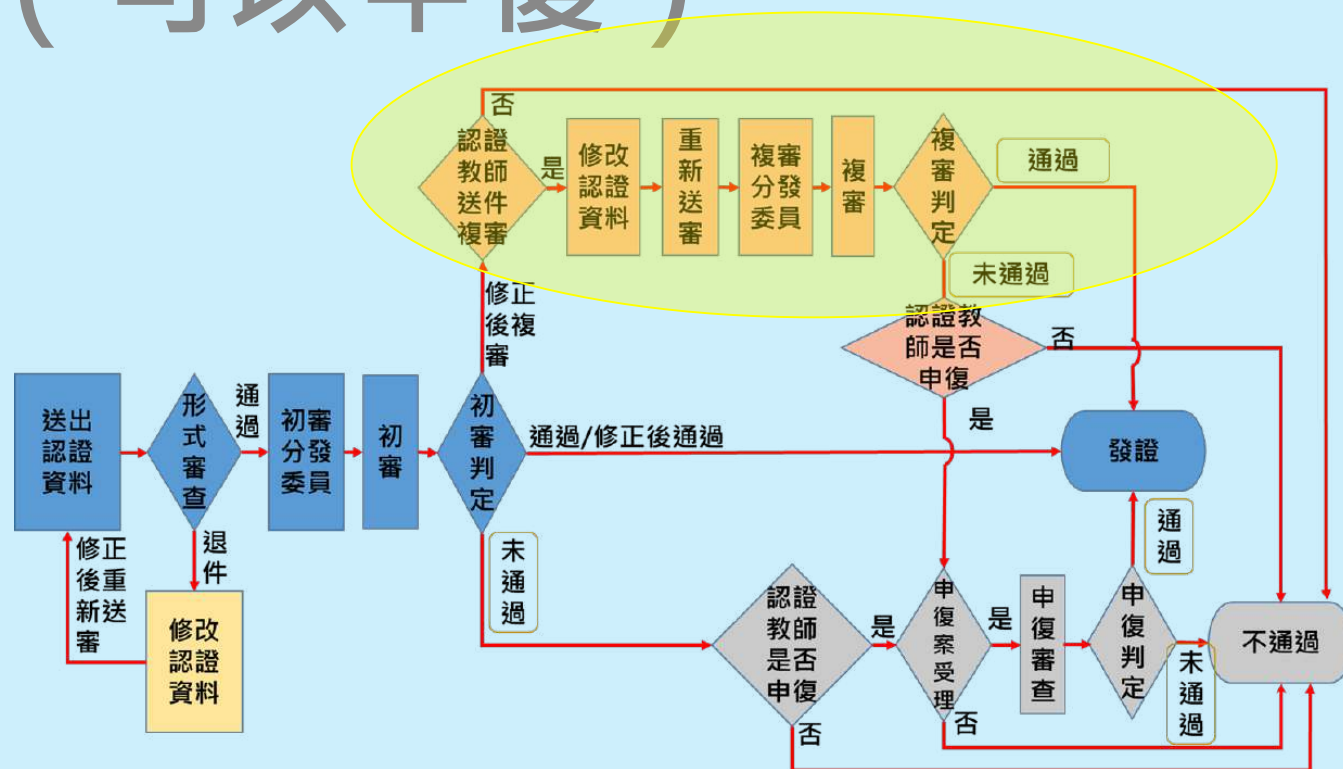 (可以申復)
否
認證
教師
送件
複審
是
修改
認證
資料
重
新
送
審
複審
分發
委員
複
審
複
審
判
定
通過
未通過
修正
後複
審
認證教
師是否
申復
否
是
送出
認證
資料
形
式
審
查
通
過
初審
分發
委員
初
審
初
審
判
定
通過/修正後通過
發證
修正
後重
新送
審
退
件
修改
認證
資料
未
通
過
認證
教師
是否
申復
是
否
申
復
案
受
理
是
否
申
復
審
查
申
復
判
定
通
過
未
通
過
不通過